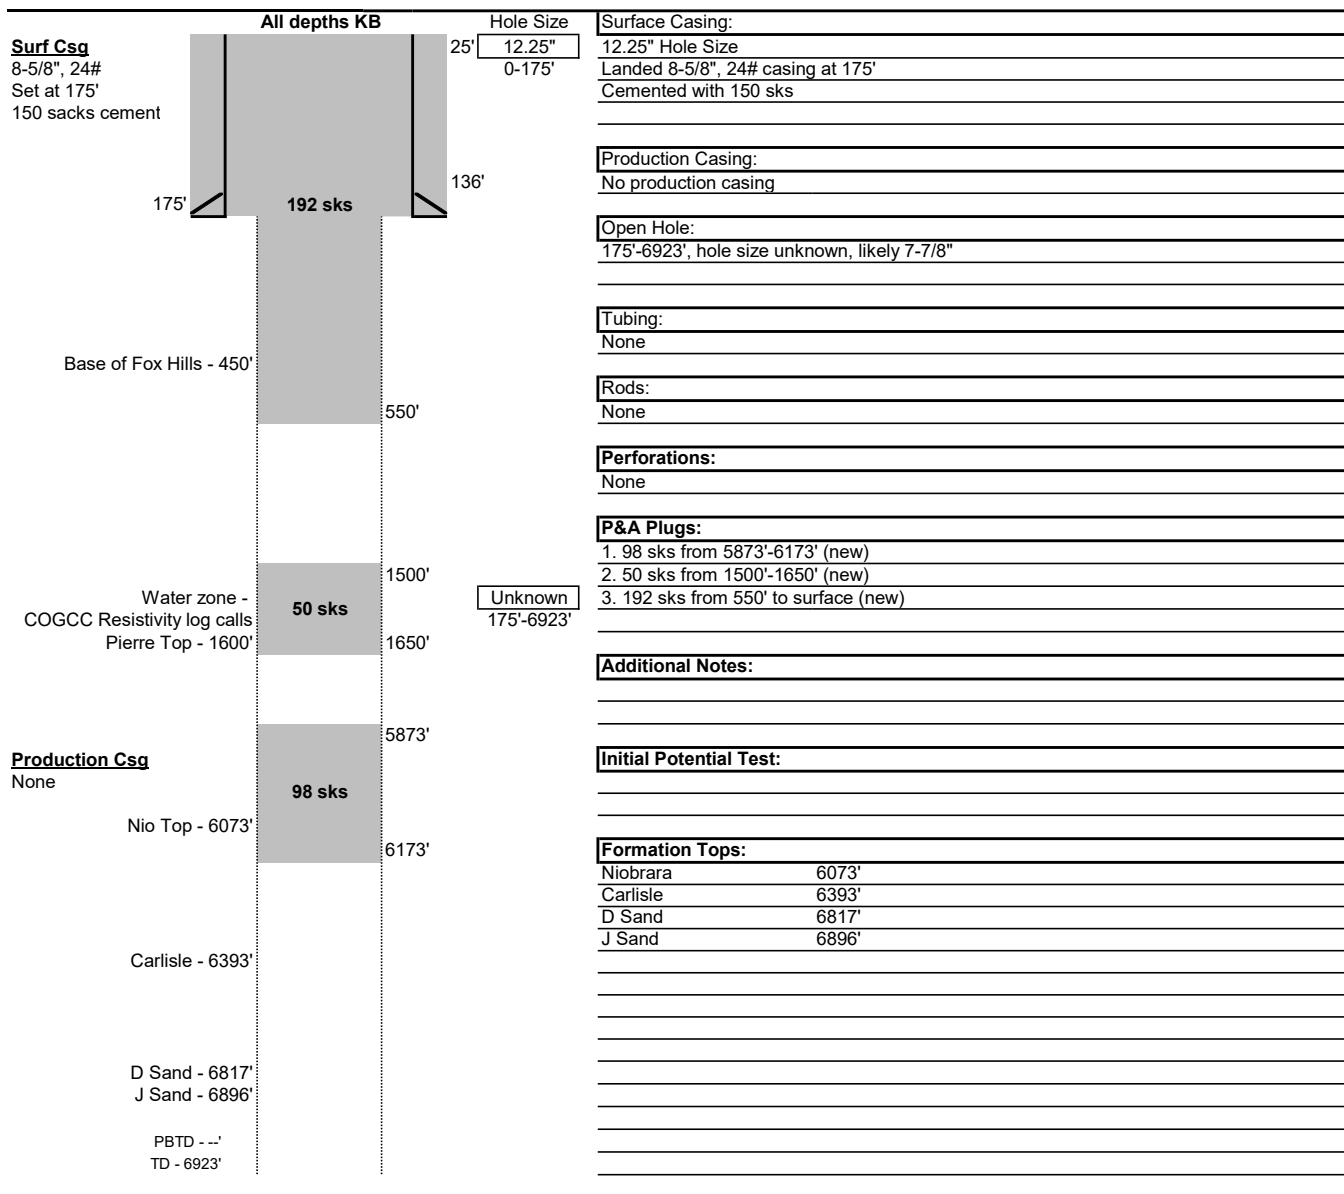 All depths KB
Hole Size
Surf Csg
8-5/8", 24#
Set at 175'
150 sacks cement
25'
12.25"
0-175'
136'
175'
192 sks
Base of Fox Hills - 450'
550'
1500'
Water zone -
COGCC Resistivity log calls
Pierre Top - 1600'
50 sks
1650'
Unknown
175'-6923'
5873'
Production Csg
None
98 sks
Nio Top - 6073'
6173'
Carlisle - 6393'
D Sand - 6817'
J Sand - 6896'
PBTD - --'
TD - 6923'
Surface Casing:
12.25" Hole Size
Landed 8-5/8", 24# casing at 175'
Cemented with 150 sks
Production Casing:
No production casing
Open Hole:
175'-6923', hole size unknown, likely 7-7/8"
Tubing:
None
Rods:
None
Perforations:
None
P&A Plugs:
1. 98 sks from 5873'-6173' (new)
2. 50 sks from 1500'-1650' (new)
3. 192 sks from 550' to surface (new)
Additional Notes:
Initial Potential Test:
Formation Tops:
Niobrara 6073'
Carlisle 6393'
D Sand 6817'
J Sand 6896'